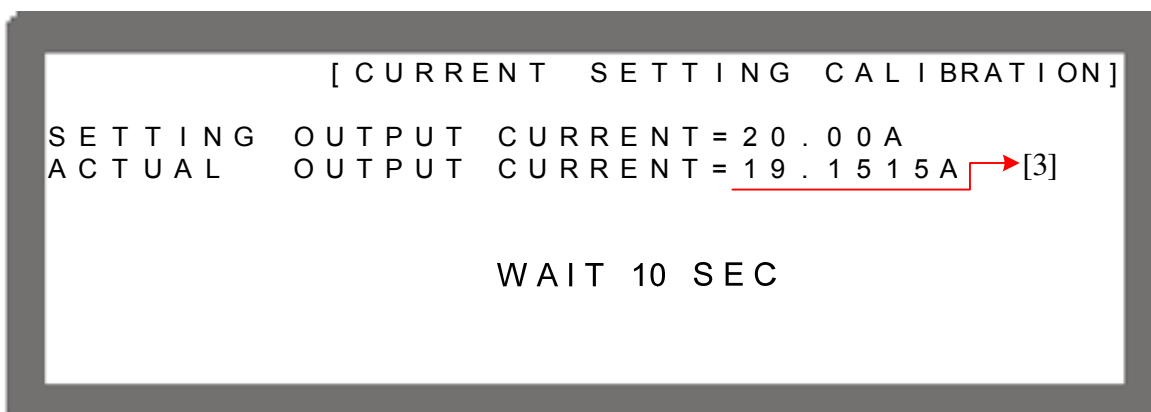 [CURRENT SETTING CALIBRATION]
SETTING OUTPUT CURRENT=20.00A
ACTUAL OUTPUT CURRENT=19.1515A [3]
WAIT 10 SEC